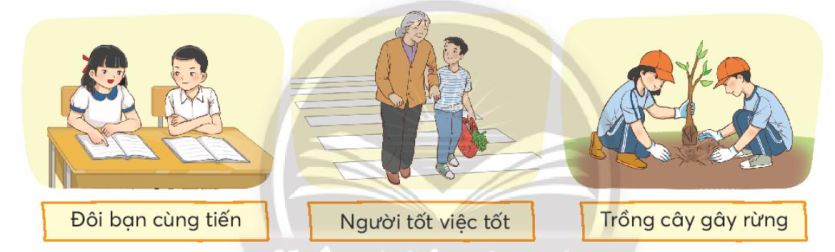 Đôi bạn cùng tiến
Người tốt việc tốt
Trồng cây gây rừng